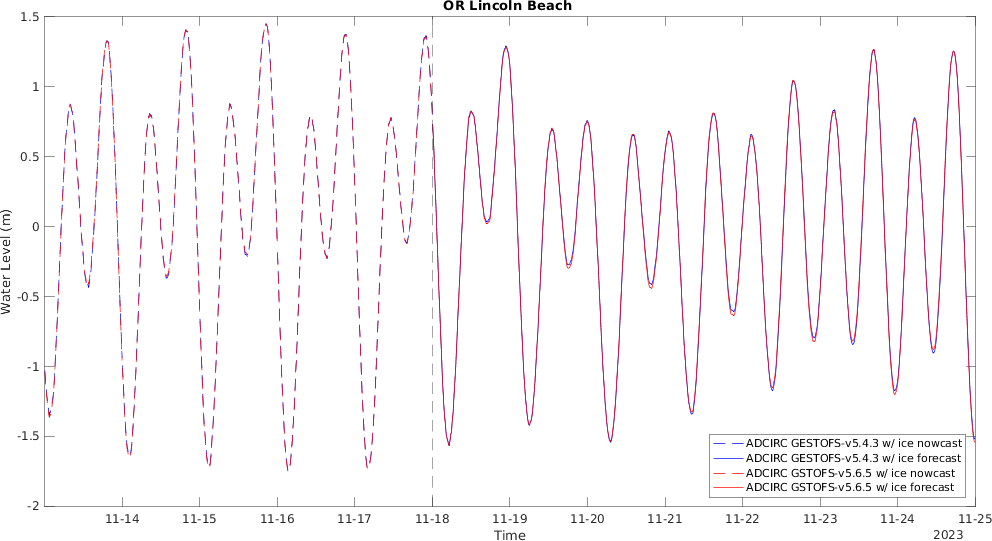 OR Lincoln Beach
1.5
1
0.5
0
-0.5
-1
-1.5
-2
Water Level (m)
ADCIRC GESTOFS-v5.4.3 w/ ice nowcast
ADCIRC GESTOFS-v5.4.3 w/ ice forecast
ADCIRC GSTOFS-v5.6.5 w/ ice nowcast
ADCIRC GSTOFS-v5.6.5 w/ ice forecast
11-14 11-15 11-16 11-17 11-18 11-19 11-20 11-21 11-22 11-23 11-24 11-25
Time
2023